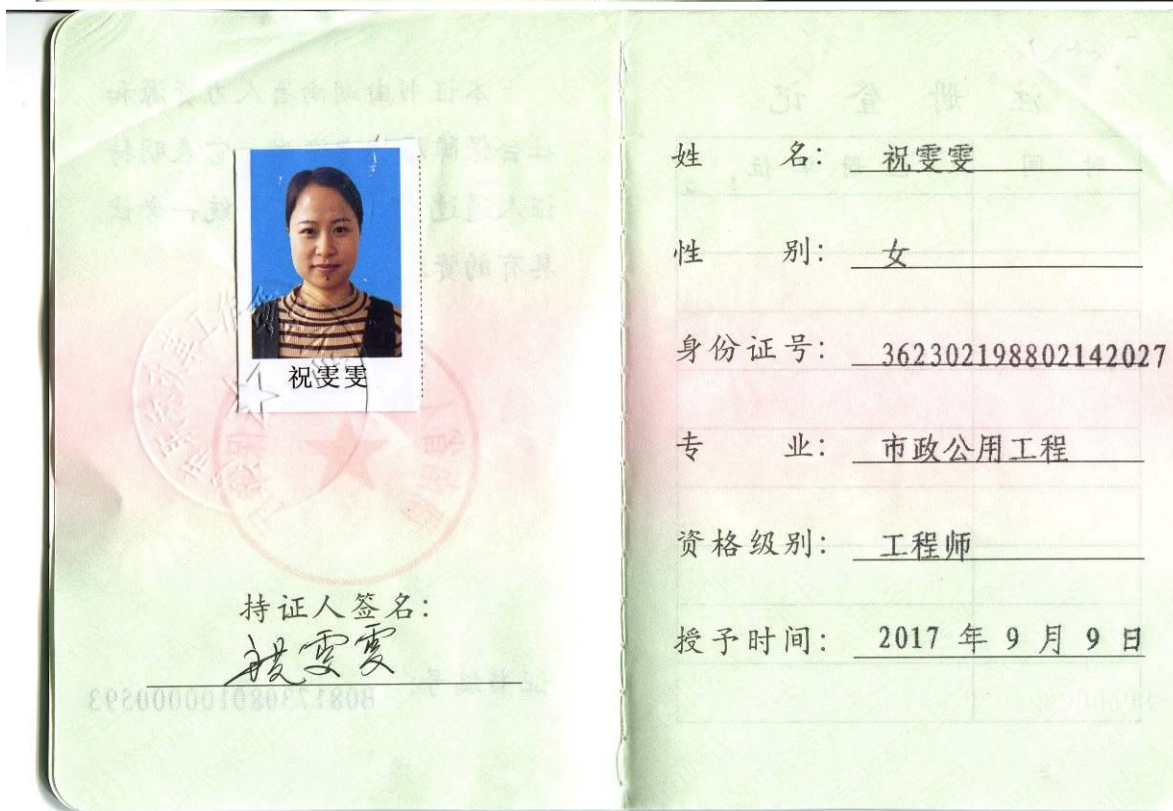 祝雯雯
持证人签名:
祝雯雯
姓 名: 祝雯雯
性 别: 女
身份证号: 362302198802142027
专 业: 市政公用工程
资格级别: 工程师
授予时间: 2017 年 9 月 9 日